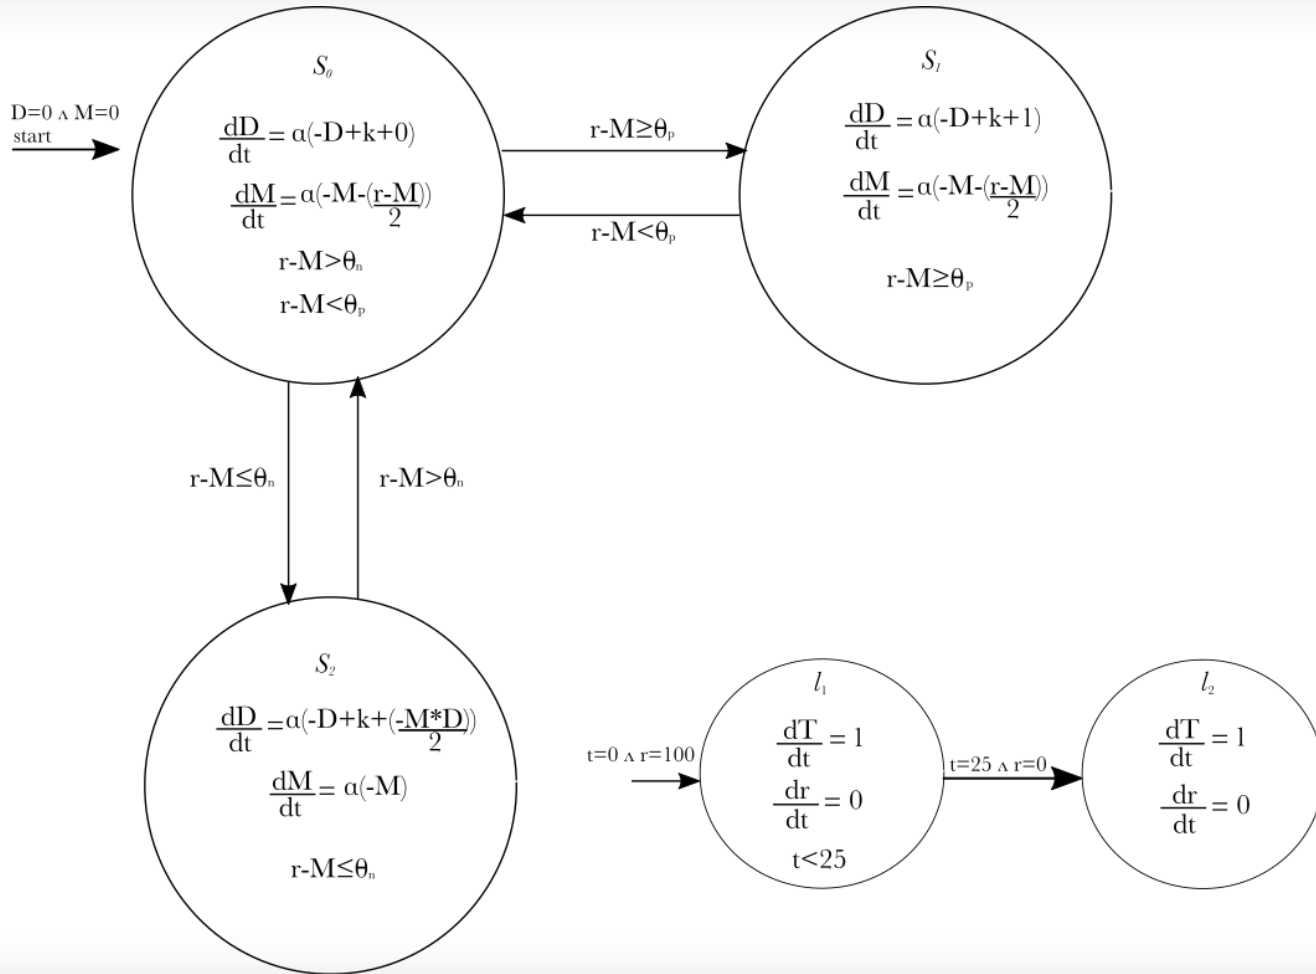 S₀
D=0 ∧ M=0
start
dD/dt = α(-D+k+0)
dM/dt = α(-M-(r-M)/2))
r-M>θₙ
r-M<θₚ
r-M≥θₚ
r-M<θₚ
S₁
dD/dt = α(-D+k+1)
dM/dt = α(-M-(r-M)/2))
r-M≥θₚ
r-M≤θₙ
r-M>θₙ
S₂
dD/dt = α(-D+k+(-M*D)/2))
dM/dt = α(-M)
r-M≤θₙ
t=0 ∧ r=100
l₁
dT/dt = 1
dr/dt = 0
t<25
t=25 ∧ r=0
l₂
dT/dt = 1
dr/dt = 0